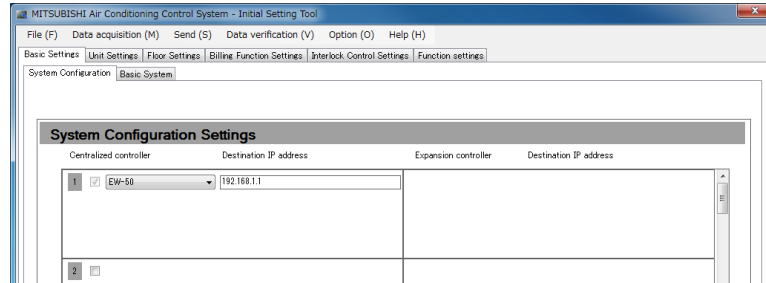 MITSUBISHI Air Conditioning Control System - Initial Setting Tool
File (F) Data acquisition (M) Send (S) Data verification (V) Option (O) Help (H)
Basic Settings Unit Settings Floor Settings Billing Function Settings Interlock Control Settings Function settings
System Configuration Basic System
System Configuration Settings
Centralized controller Destination IP address Expansion controller Destination IP address
1 EW-50 192.168.1.1
2